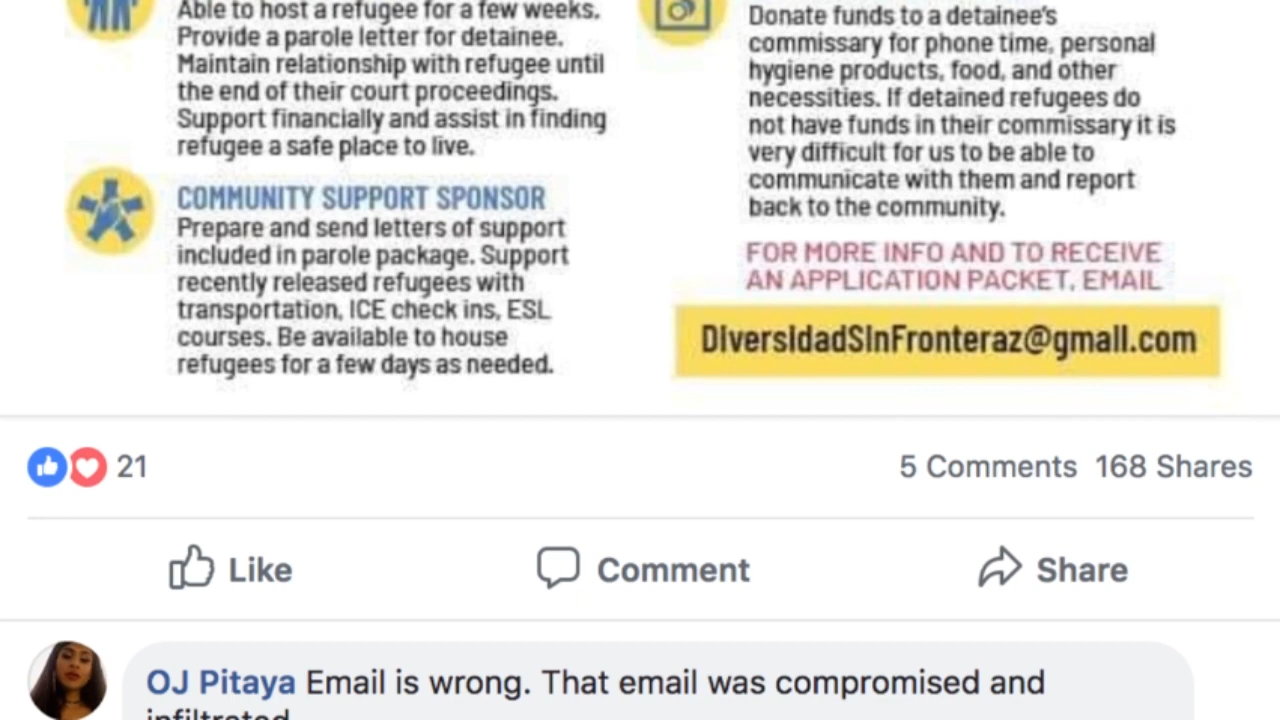 Able to host a refugee for a few weeks.
Provide a parole letter for detainee.
Maintain relationship with refugee until
the end of their court proceedings.
Support financially and assist in finding
refugee a safe place to live.
COMMUNITY SUPPORT SPONSOR
Prepare and send letters of support
included in parole package. Support
recently released refugees with
transportation, ICE check ins, ESL
courses. Be available to house
refugees for a few days as needed.
Donate funds to a detainee's
commissary for phone time, personal
hygiene products, food, and other
necessities. If detained refugees do
not have funds in their commissary it is
very difficult for us to be able to
communicate with them and report
back to the community.
FOR MORE INFO AND TO RECEIVE
AN APPLICATION PACKET, EMAIL
DiversidadSinFronteraz@gmail.com
21
5 Comments 168 Shares
Like
Comment
Share
OJ Pitaya Email is wrong. That email was compromised and
infiltrated